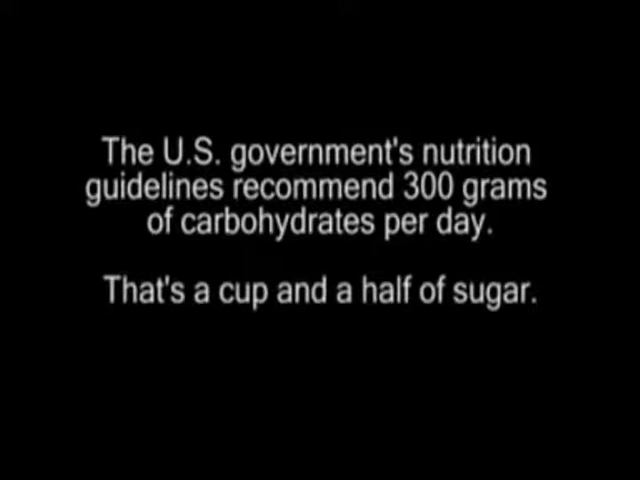 The U.S. government's nutrition
guidelines recommend 300 grams
of carbohydrates per day.
That's a cup and a half of sugar.